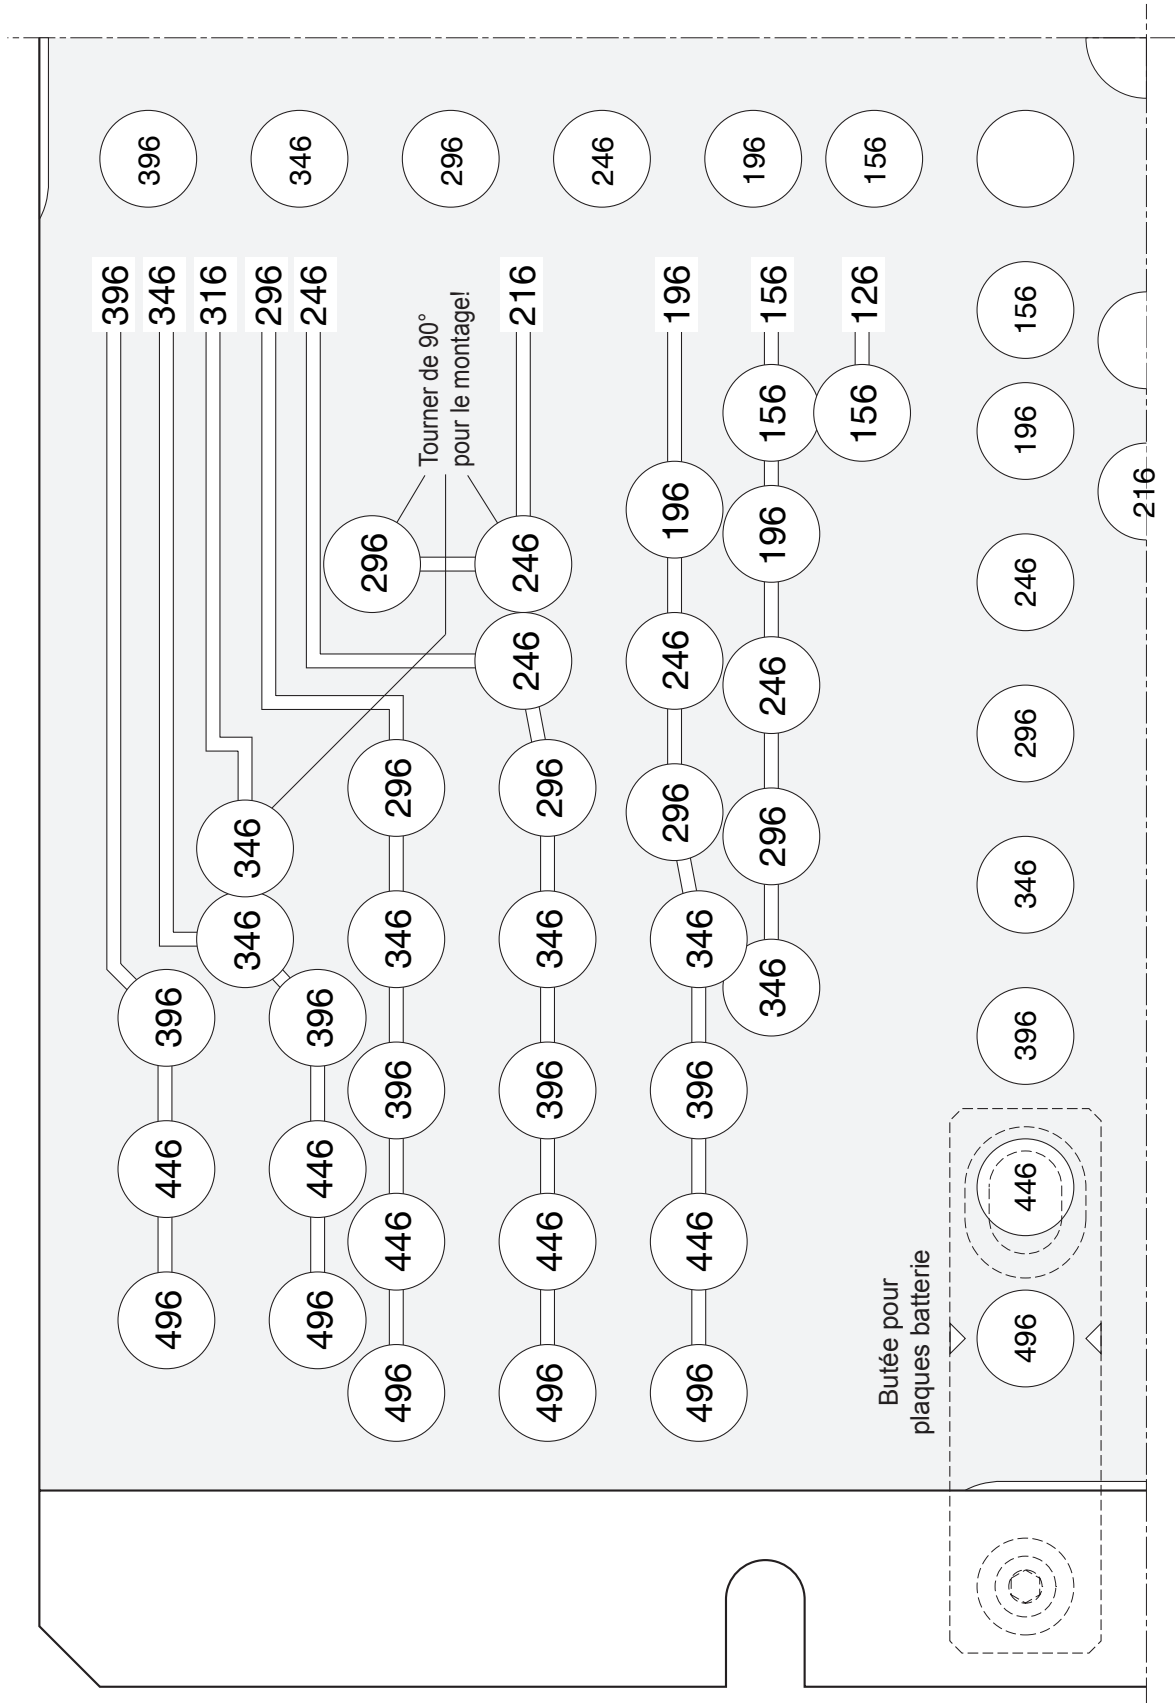 396
396
496 446 396 346
316
346 346
296
346
496 446 396 246
296
496 446 396 346 296
Tourner de 90°
296
pour le montage!
246 246 216
496 446 396 346 296
246
296 246 196 196
496 446 396 346
196
346 296 246 196 156 156
156 126
156
Butée pour
plaques batterie
496 446 396 346 296 246 196 156
216